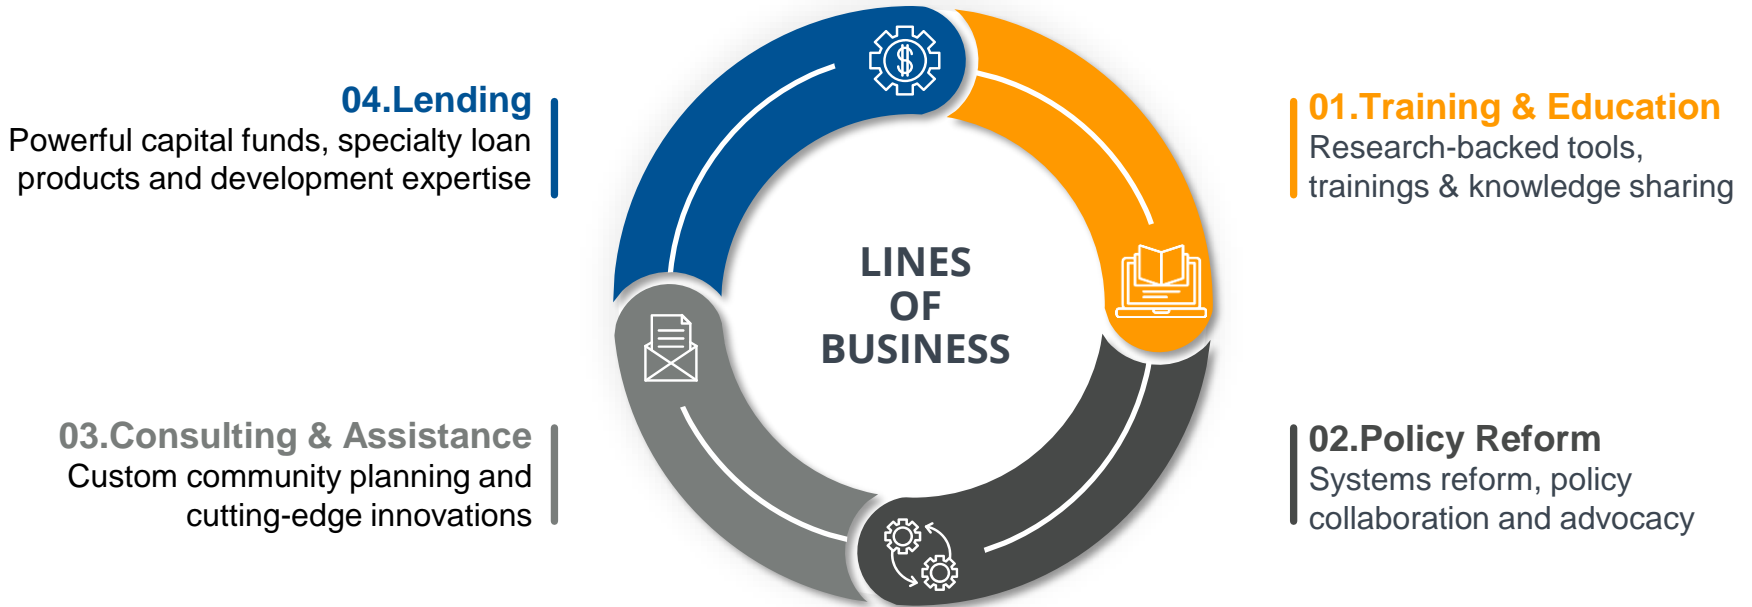 04.Lending
Powerful capital funds, specialty loan
products and development expertise
01.Training & Education
Research-backed tools,
trainings & knowledge sharing
LINES
OF
BUSINESS
03.Consulting & Assistance
Custom community planning and
cutting-edge innovations
02.Policy Reform
Systems reform, policy
collaboration and advocacy